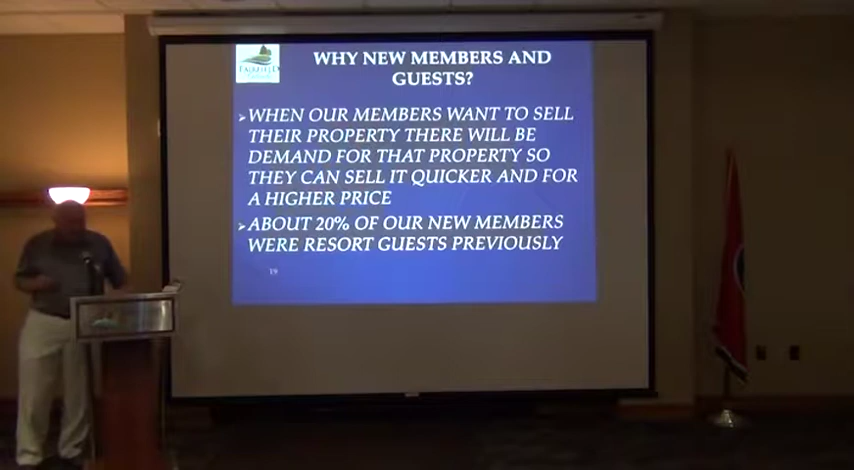 FAIRFIELD
WHY NEW MEMBERS AND
GUESTS?
➢WHEN OUR MEMBERS WANT TO SELL
THEIR PROPERTY THERE WILL BE
DEMAND FOR THAT PROPERTY SO
THEY CAN SELL IT QUICKER AND FOR
A HIGHER PRICE
➢ABOUT 20% OF OUR NEW MEMBERS
WERE RESORT GUESTS PREVIOUSLY
19